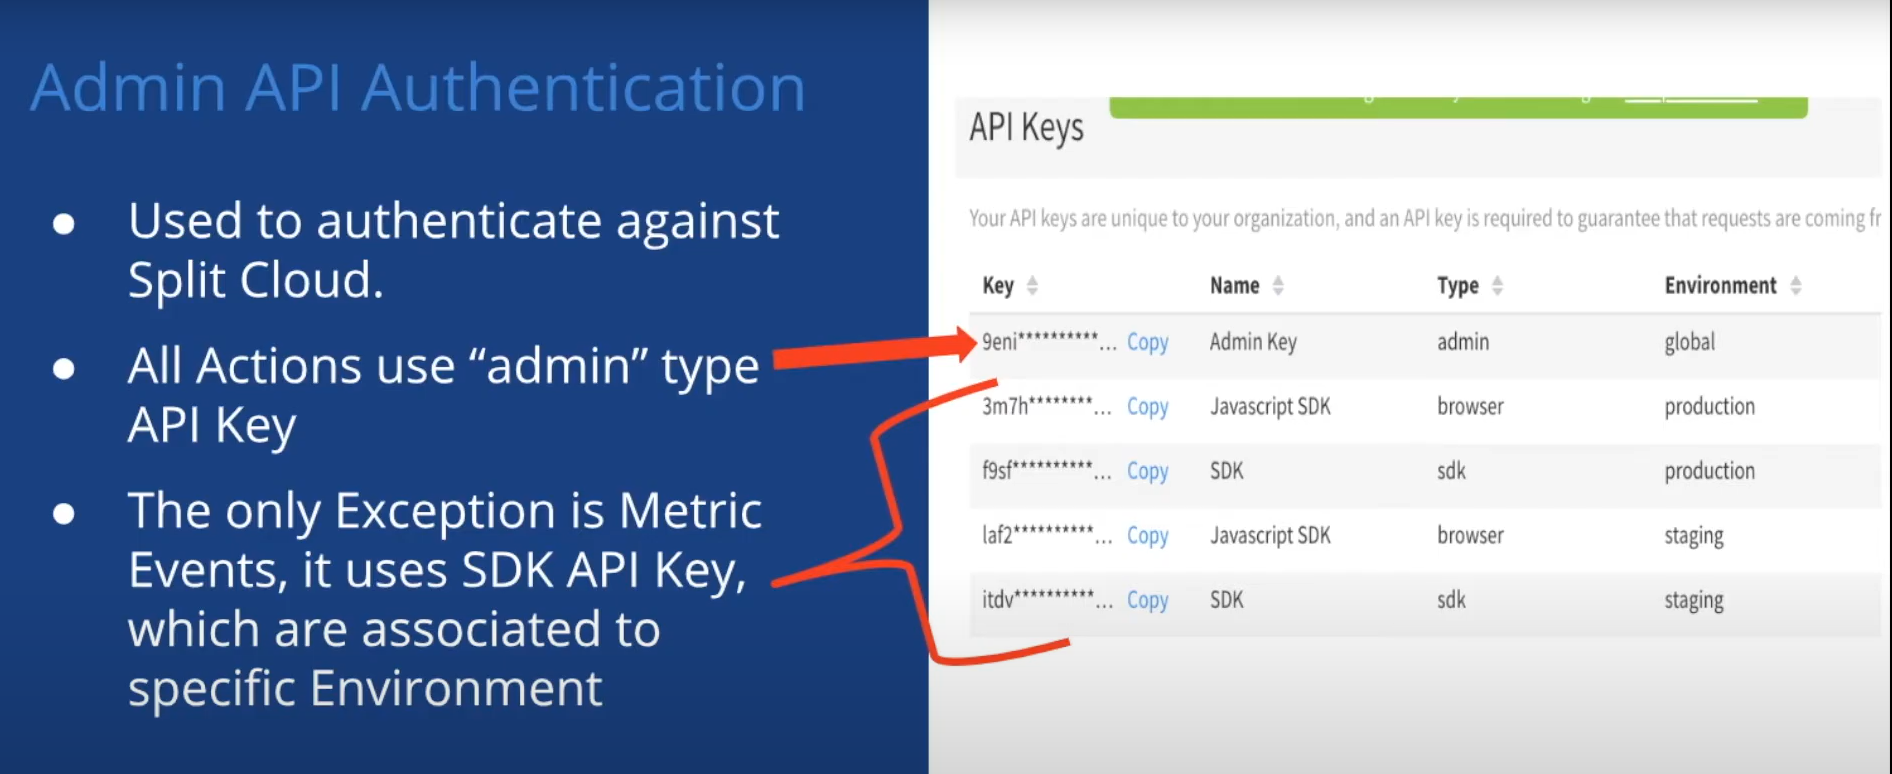 Admin API Authentication
● Used to authenticate against
Split Cloud.
● All Actions use “admin” type
API Key
● The only Exception is Metric
Events, it uses SDK API Key,
which are associated to
specific Environment
API Keys
Your API keys are unique to your organization, and an API key is required to guarantee that requests are coming fr
Key Name Type Environment
9eni**********... Copy Admin Key admin global
3m7h********... Copy Javascript SDK browser production
f9sf**********... Copy SDK sdk production
laf2**********... Copy Javascript SDK browser staging
itdv**********... Copy SDK sdk staging